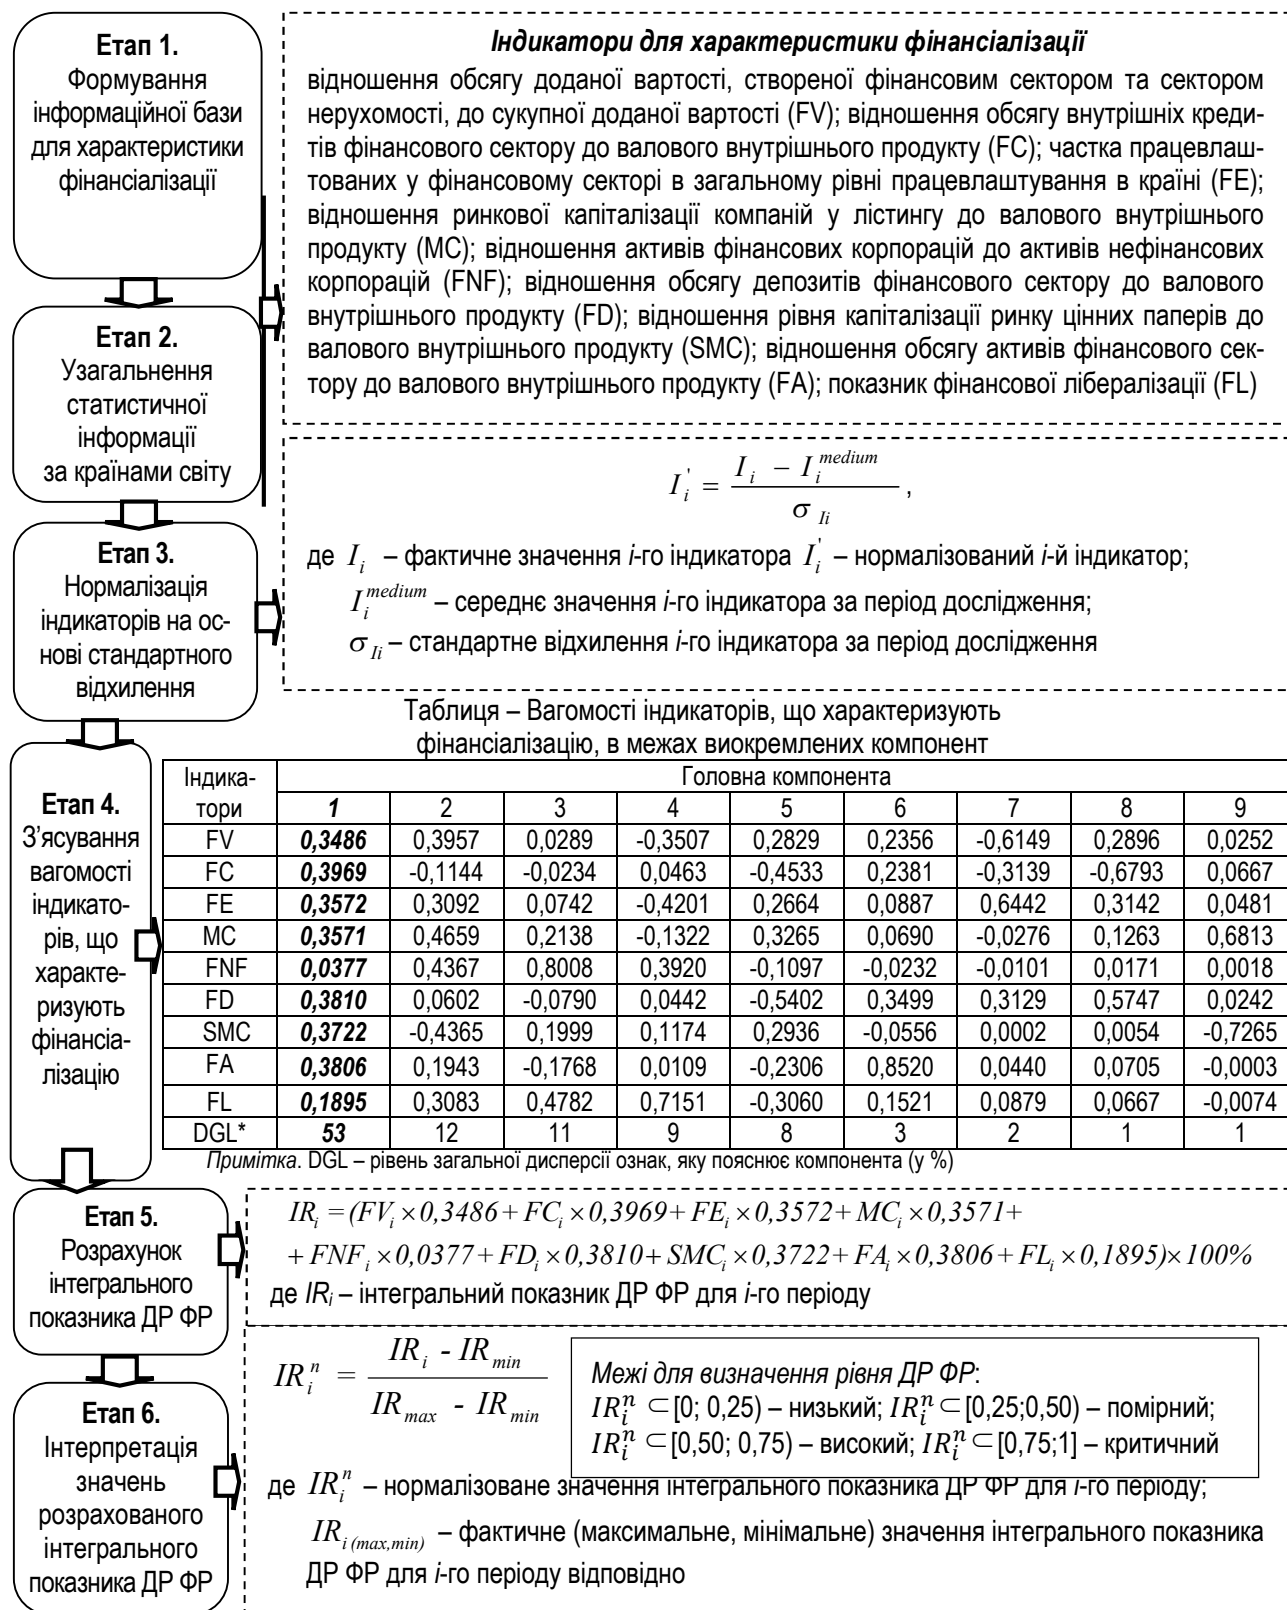 Етап 1.
Формування
інформаційної бази
для характеристики
фінансіалізації
Індикатори для характеристики фінансіалізації
відношення обсягу доданої вартості, створеної фінансовим сектором та сектором
нерухомості, до сукупної доданої вартості (FV); відношення обсягу внутрішніх креди-
тів фінансового сектору до валового внутрішнього продукту (FC); частка працевлаш-
тованих у фінансовому секторі в загальному рівні працевлаштування в країні (FE);
відношення ринкової капіталізації компаній у лістингу до валового внутрішнього
продукту (MC); відношення активів фінансових корпорацій до активів нефінансових
корпорацій (FNF); відношення обсягу депозитів фінансового сектору до валового
внутрішнього продукту (FD); відношення рівня капіталізації ринку цінних паперів до
валового внутрішнього продукту (SMC); відношення обсягу активів фінансового сек-
тору до валового внутрішнього продукту (FA); показник фінансової лібералізації (FL)
Етап 2.
Узагальнення
статистичної
інформації
за країнами світу
I_i^' = (I_i – I_i^medium) / σ_Ii ,
де I_i – фактичне значення i-го індикатора I_i^' – нормалізований i-й індикатор;
I_i^medium – середнє значення i-го індикатора за період дослідження;
σ_Ii – стандартне відхилення i-го індикатора за період дослідження
Етап 3.
Нормалізація
індикаторів на ос-
нові стандартного
відхилення
Таблиця – Вагомості індикаторів, що характеризують
фінансіалізацію, в межах виокремлених компонент
Етап 4.
З’ясування
вагомості
індикато-
рів, що
характе-
ризують
фінансіа-
лізацію
Індика- Головна компонента
тори 1 2 3 4 5 6 7 8 9
FV 0,3486 0,3957 0,0289 -0,3507 0,2829 0,2356 -0,6149 0,2896 0,0252
FC 0,3969 -0,1144 -0,0234 0,0463 -0,4533 0,2381 -0,3139 -0,6793 0,0667
FE 0,3572 0,3092 0,0742 -0,4201 0,2664 0,0887 0,6442 0,3142 0,0481
MC 0,3571 0,4659 0,2138 -0,1322 0,3265 0,0690 -0,0276 0,1263 0,6813
FNF 0,0377 0,4367 0,8008 0,3920 -0,1097 -0,0232 -0,0101 0,0171 0,0018
FD 0,3810 0,0602 -0,0790 0,0442 -0,5402 0,3499 0,3129 0,5747 0,0242
SMC 0,3722 -0,4365 0,1999 0,1174 0,2936 -0,0556 0,0002 0,0054 -0,7265
FA 0,3806 0,1943 -0,1768 0,0109 -0,2306 0,8520 0,0440 0,0705 -0,0003
FL 0,1895 0,3083 0,4782 0,7151 -0,3060 0,1521 0,0879 0,0667 -0,0074
DGL* 53 12 11 9 8 3 2 1 1
Примітка. DGL – рівень загальної дисперсії ознак, яку пояснює компонента (у %)
Етап 5.
Розрахунок
інтегрального
показника ДР ФР
IR_i = (FV_i × 0,3486 + FC_i × 0,3969 + FE_i × 0,3572 + MC_i × 0,3571 +
+ FNF_i × 0,0377 + FD_i × 0,3810 + SMC_i × 0,3722 + FA_i × 0,3806 + FL_i × 0,1895) × 100%
де IR_i – інтегральний показник ДР ФР для i-го періоду
Етап 6.
Інтерпретація
значень
розрахованого
інтегрального
показника ДР ФР
IR_i^n = (IR_i - IR_min) / (IR_max - IR_min)
Межі для визначення рівня ДР ФР:
IR_i^n ⊂ [0; 0,25) – низький; IR_i^n ⊂ [0,25;0,50) – помірний;
IR_i^n ⊂ [0,50; 0,75) – високий; IR_i^n ⊂ [0,75;1] – критичний
де IR_i^n – нормалізоване значення інтегрального показника ДР ФР для i-го періоду;
IR_i (max,min) – фактичне (максимальне, мінімальне) значення інтегрального показника
ДР ФР для i-го періоду відповідно